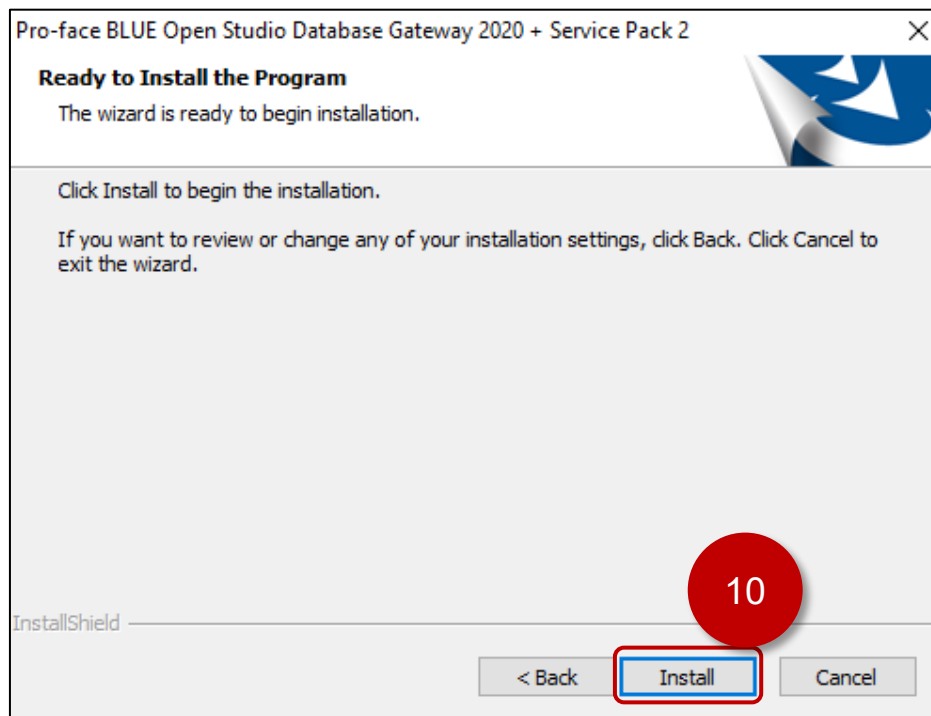 Pro-face BLUE Open Studio Database Gateway 2020 + Service Pack 2
Ready to Install the Program
The wizard is ready to begin installation.
Click Install to begin the installation.
If you want to review or change any of your installation settings, click Back. Click Cancel to
exit the wizard.
10
InstallShield
< Back Install Cancel